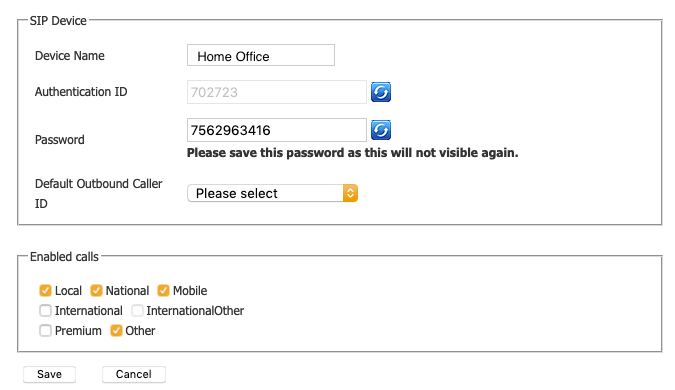 SIP Device
Device Name Home Office
Authentication ID 702723
Password 7562963416
Please save this password as this will not visible again.
Default Outbound Caller ID Please select
Enabled calls
Local National Mobile
International InternationalOther
Premium Other
Save Cancel